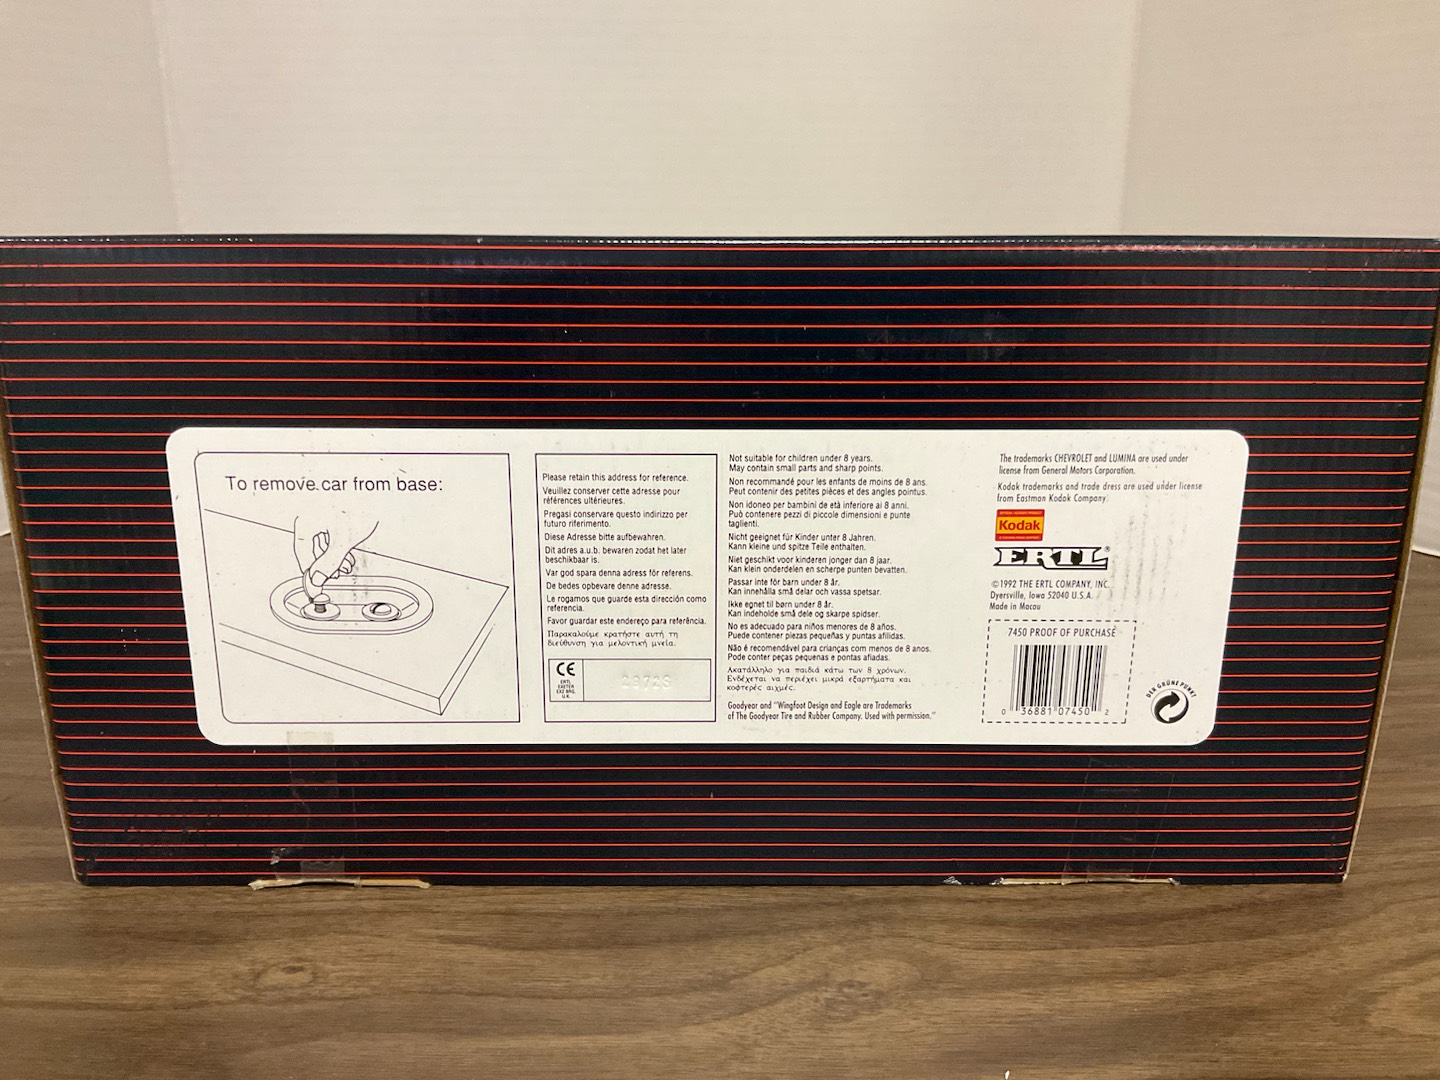 To remove car from base:
Please retain this address for reference.
Veuillez conserver cette adresse pour
références ultérieures.
Pregasi conservare questo indirizzo per
futuro riferimento.
Diese Adresse bitte aufbewahren.
Dit adres a.u.b. bewaren zodat het later
beschikbaar is.
Var god spara denna adress för referens.
De bedes opbevare denne adresse.
Le rogamos que guarde esta dirección como
referencia.
Favor guardar este endereço para referência.
Παρακαλούμε κρατήστε αυτή τη
διεύθυνση για μελοντική μνεία.
CE
ERTL
EXETER
EX2 8RG.
U.K.
Not suitable for children under 8 years.
May contain small parts and sharp points.
Non recommandé pour les enfants de moins de 8 ans.
Peut contenir des petites pièces et des angles pointus.
Non idoneo per bambini de età inferiore ai 8 anni.
Può contenere pezzi di piccole dimensioni e punte
taglienti.
Nicht geeignet für Kinder unter 8 Jahren.
Kann kleine und spitze Teile enthalten.
Niet geschikt voor kinderen jonger dan 8 jaar.
Kan klein onderdelen en scherpe punten bevatten.
Passar inte för barn under 8 år.
Kan innehålla små delar och vassa spetsar.
Ikke egnet til børn under 8 år.
Kan indeholde små dele og skarpe spidser.
No es adecuado para niños menores de 8 años.
Puede contener piezas pequeñas y puntas afilidas.
Não é recomendável para crianças com menos de 8 anos.
Pode conter peças pequenas e pontas afiadas.
Ακατάλληλο για παιδιά κάτω των 8 χρόνων.
Ενδέχεται να περιέχει μικρά εξαρτήματα και
κοφτερές αιχμές.
Goodyear and "Wingfoot Design and Eagle are Trademarks
of The Goodyear Tire and Rubber Company. Used with permission."
The trademarks CHEVROLET and LUMINA are used under
license from General Motors Corporation.
Kodak trademarks and trade dress are used under license
from Eastman Kodak Company.
Kodak
ERTL®
©1992 THE ERTL COMPANY, INC.
Dyersville, Iowa 52040 U.S.A.
Made in Macau
7450 PROOF OF PURCHASE
0 36881 07450 2
DER GRÜNE PUNKT